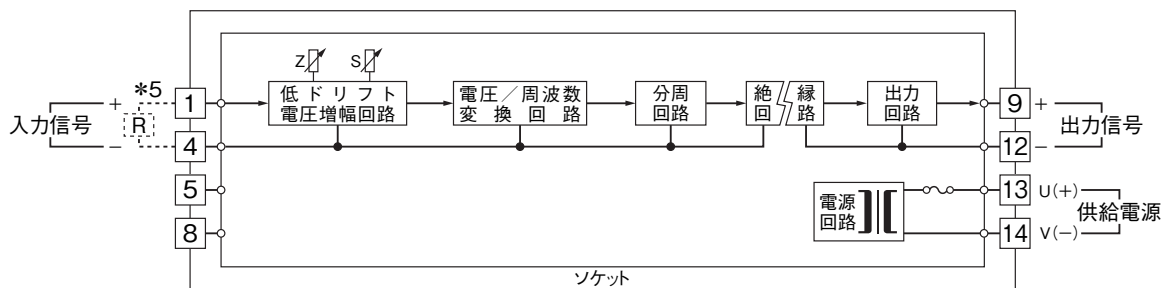 Z S
*5
1
低ドリフト
電圧増幅回路
電圧／周波数
変換回路
分周
回路
絶縁
回路
出力
回路
9
+
+
入力信号
R
出力信号
−
4
12
−
5
電源
回路
13
U(+)
供給電源
8
14
V(−)
ソケット